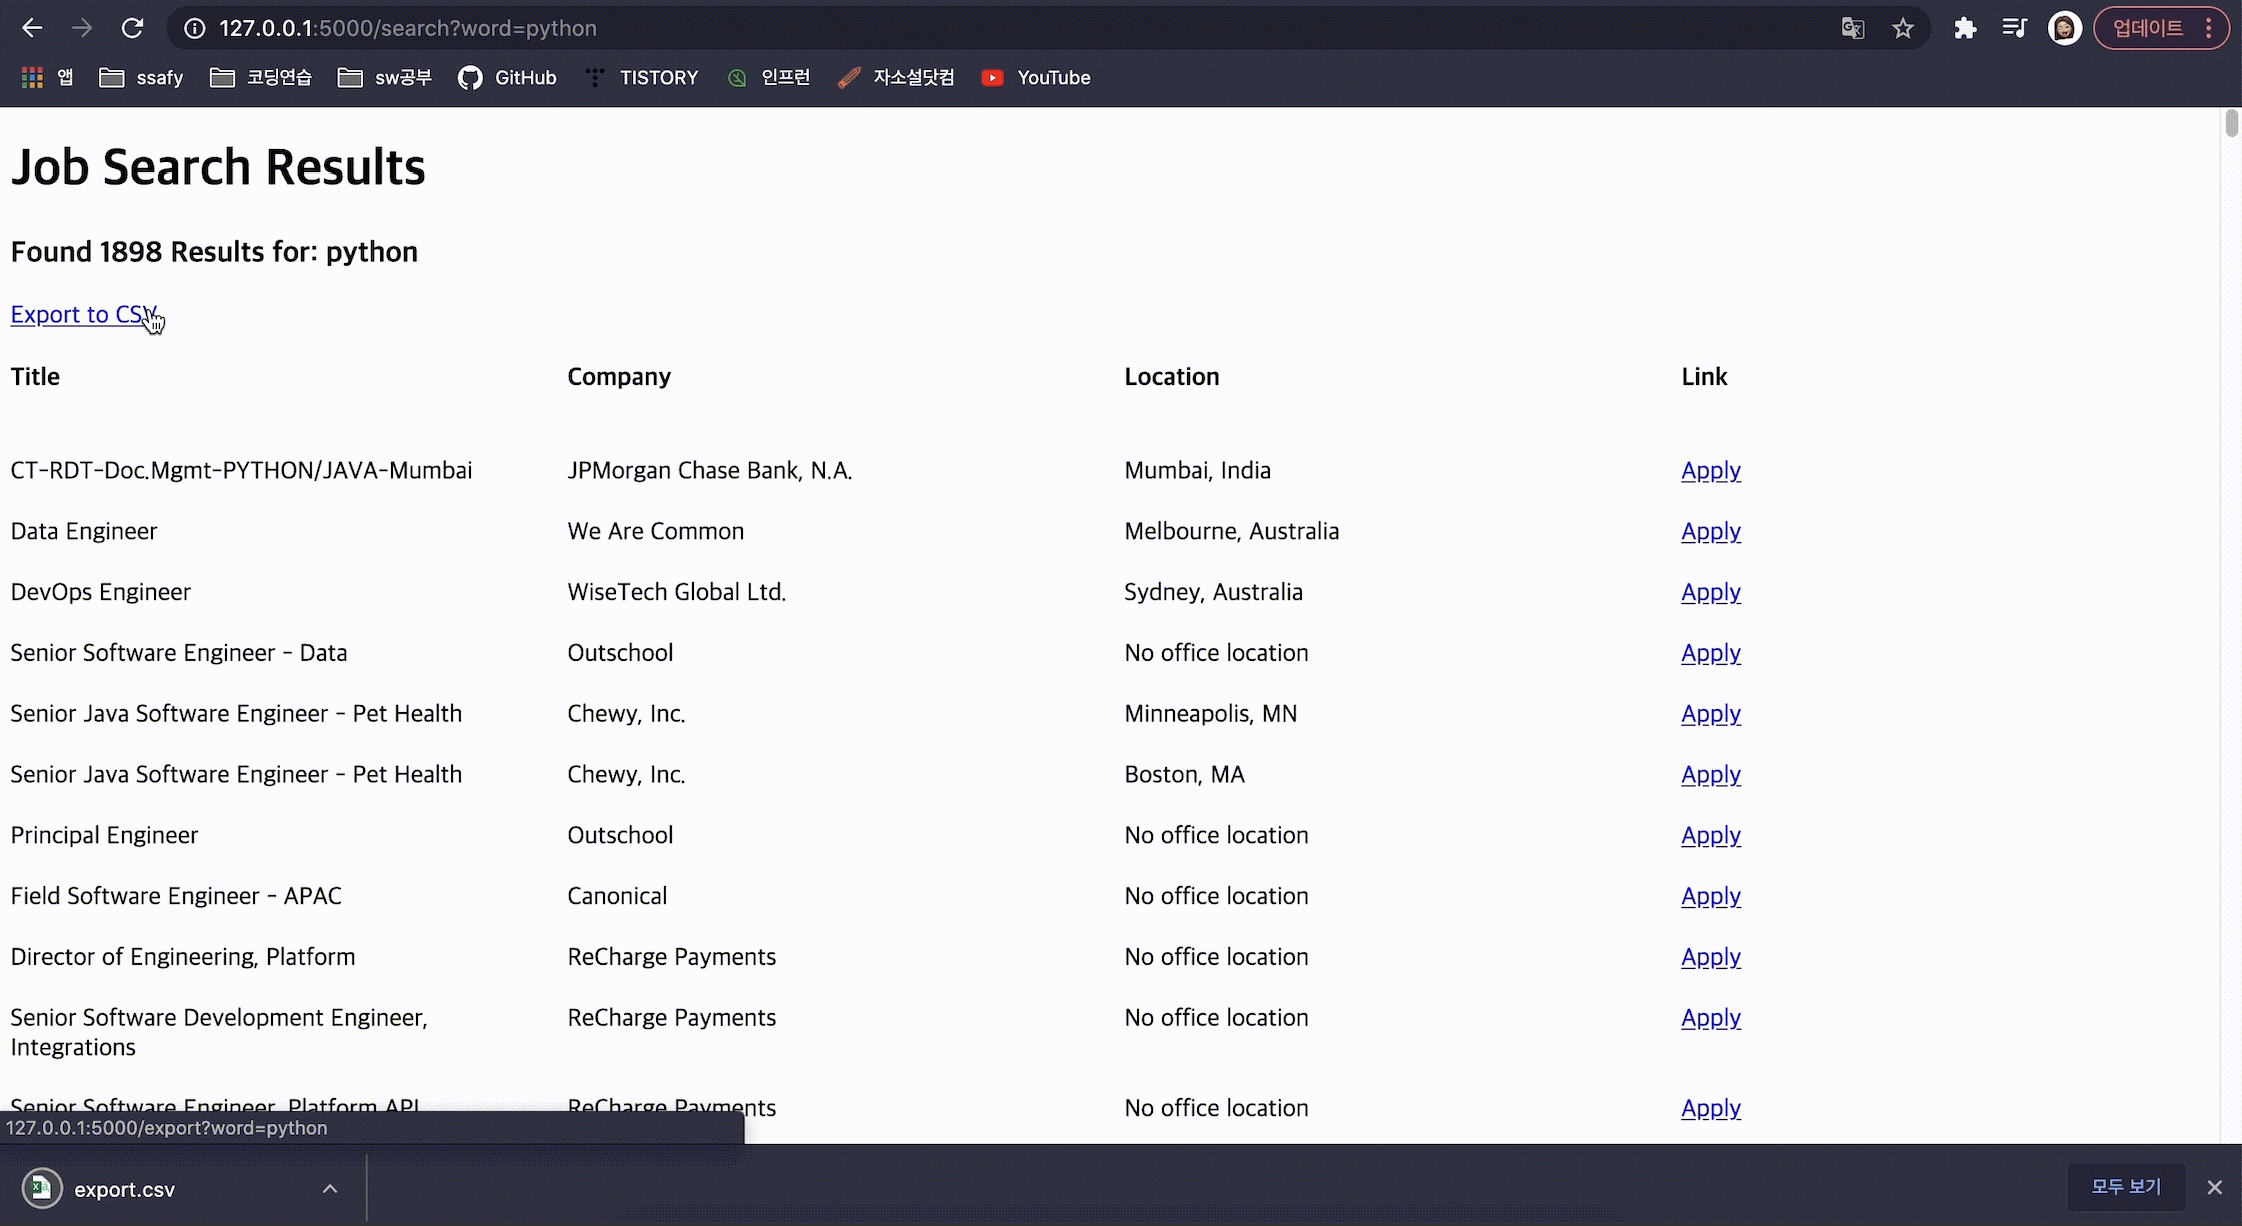 127.0.0.1:5000/search?word=python
업데이트
앱 ssafy 코딩연습 sw공부 GitHub TISTORY 인프런 자소설닷컴 YouTube
Job Search Results
Found 1898 Results for: python
Export to CSV
Title Company Location Link
CT-RDT-Doc.Mgmt-PYTHON/JAVA-Mumbai JPMorgan Chase Bank, N.A. Mumbai, India Apply
Data Engineer We Are Common Melbourne, Australia Apply
DevOps Engineer WiseTech Global Ltd. Sydney, Australia Apply
Senior Software Engineer - Data Outschool No office location Apply
Senior Java Software Engineer - Pet Health Chewy, Inc. Minneapolis, MN Apply
Senior Java Software Engineer - Pet Health Chewy, Inc. Boston, MA Apply
Principal Engineer Outschool No office location Apply
Field Software Engineer - APAC Canonical No office location Apply
Director of Engineering, Platform ReCharge Payments No office location Apply
Senior Software Development Engineer, ReCharge Payments No office location Apply
Integrations
Senior Software Engineer, Platform API ReCharge Payments No office location Apply
127.0.0.1:5000/export?word=python
export.csv
모두 보기